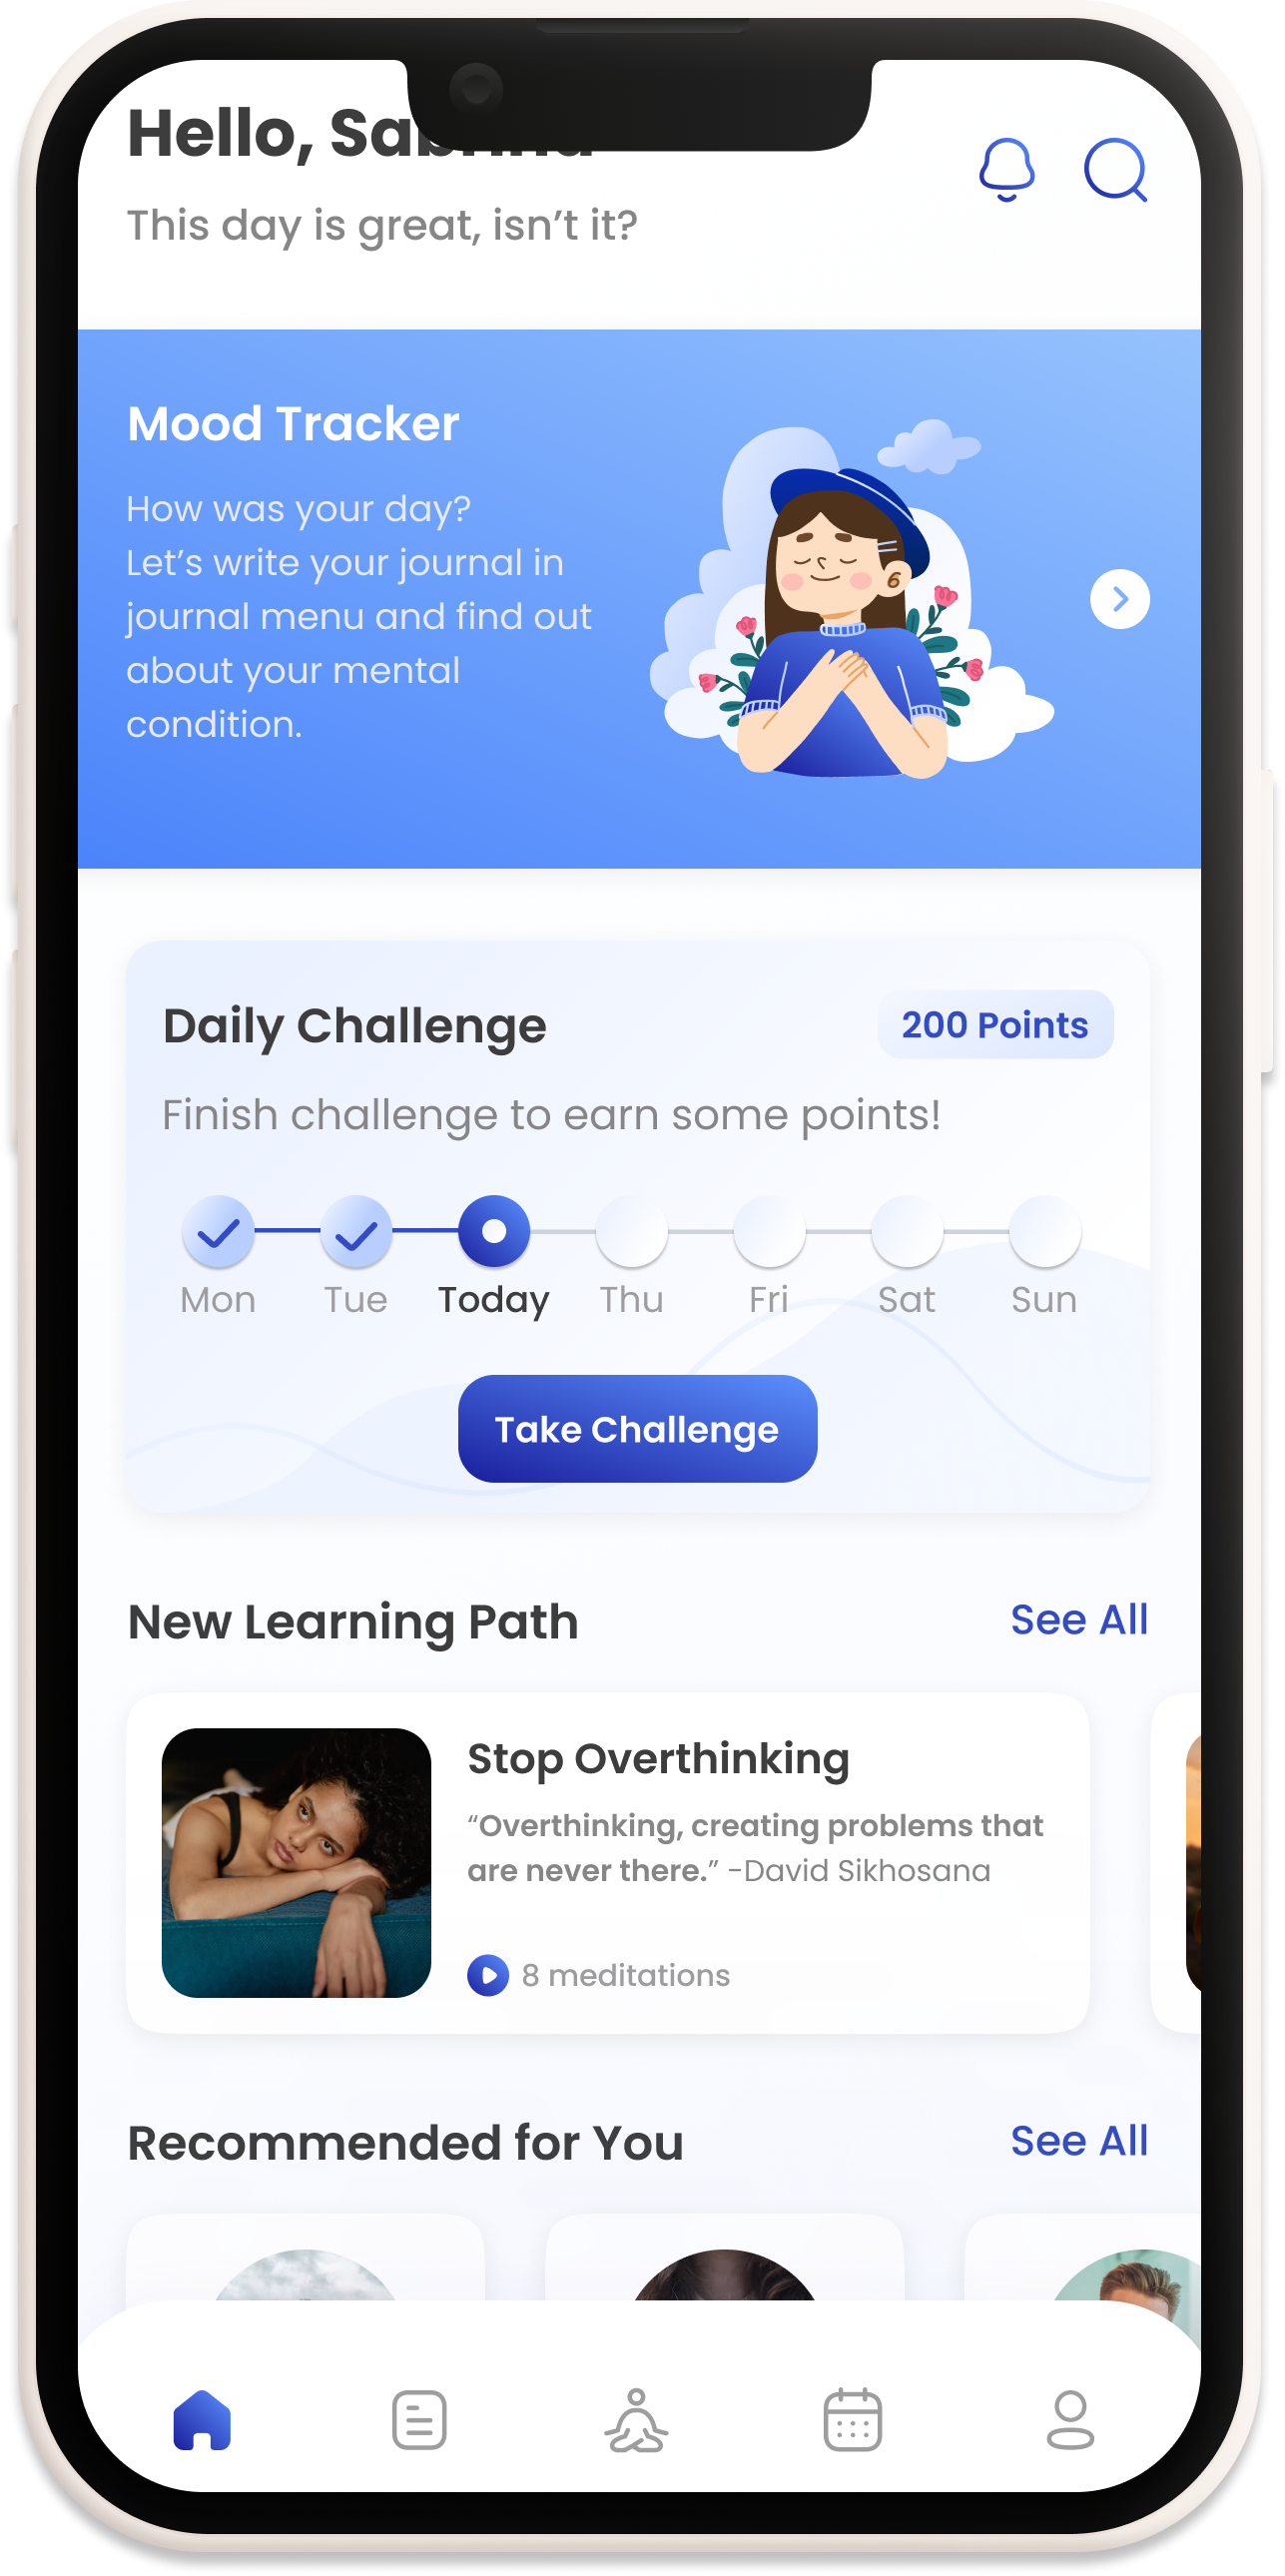 Hello, Sabrina
This day is great, isn’t it?
Mood Tracker
How was your day?
Let’s write your journal in
journal menu and find out
about your mental
condition.
Daily Challenge
200 Points
Finish challenge to earn some points!
Mon Tue Today Thu Fri Sat Sun
Take Challenge
New Learning Path
See All
Stop Overthinking
“Overthinking, creating problems that
are never there.” -David Sikhosana
8 meditations
Recommended for You
See All